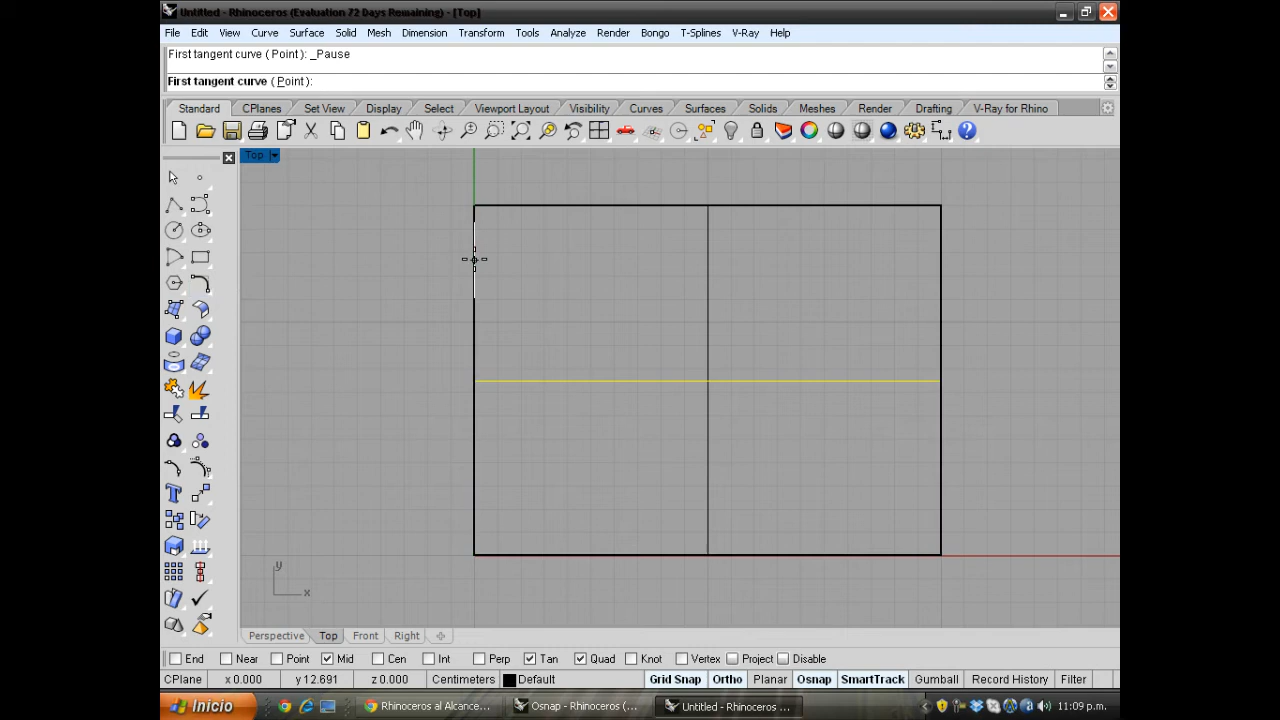 Untitled - Rhinoceros (Evaluation 72 Days Remaining) - [Top]
File Edit View Curve Surface Solid Mesh Dimension Transform Tools Analyze Render Bongo Panels T-Splines V-Ray Help
First tangent curve ( Point ): _Pause
First tangent curve ( Point ):
Standard CPlanes Set View Display Select Viewport Layout Visibility Curves Surfaces Solids Meshes Render Drafting V-Ray for Rhino
Top
y
x
Perspective Top Front Right
End Near Point Mid Cen Int Perp Tan Quad Knot Vertex Project Disable
CPlane x 0.000 y 12.691 z 0.000 Centimeters Default Grid Snap Ortho Planar Osnap SmartTrack Gumball Record History Filter
Inicio Rhinoceros al Alcance... Osnap - Rhinoceros (... Untitled - Rhinoceros ... 11:09 p.m.